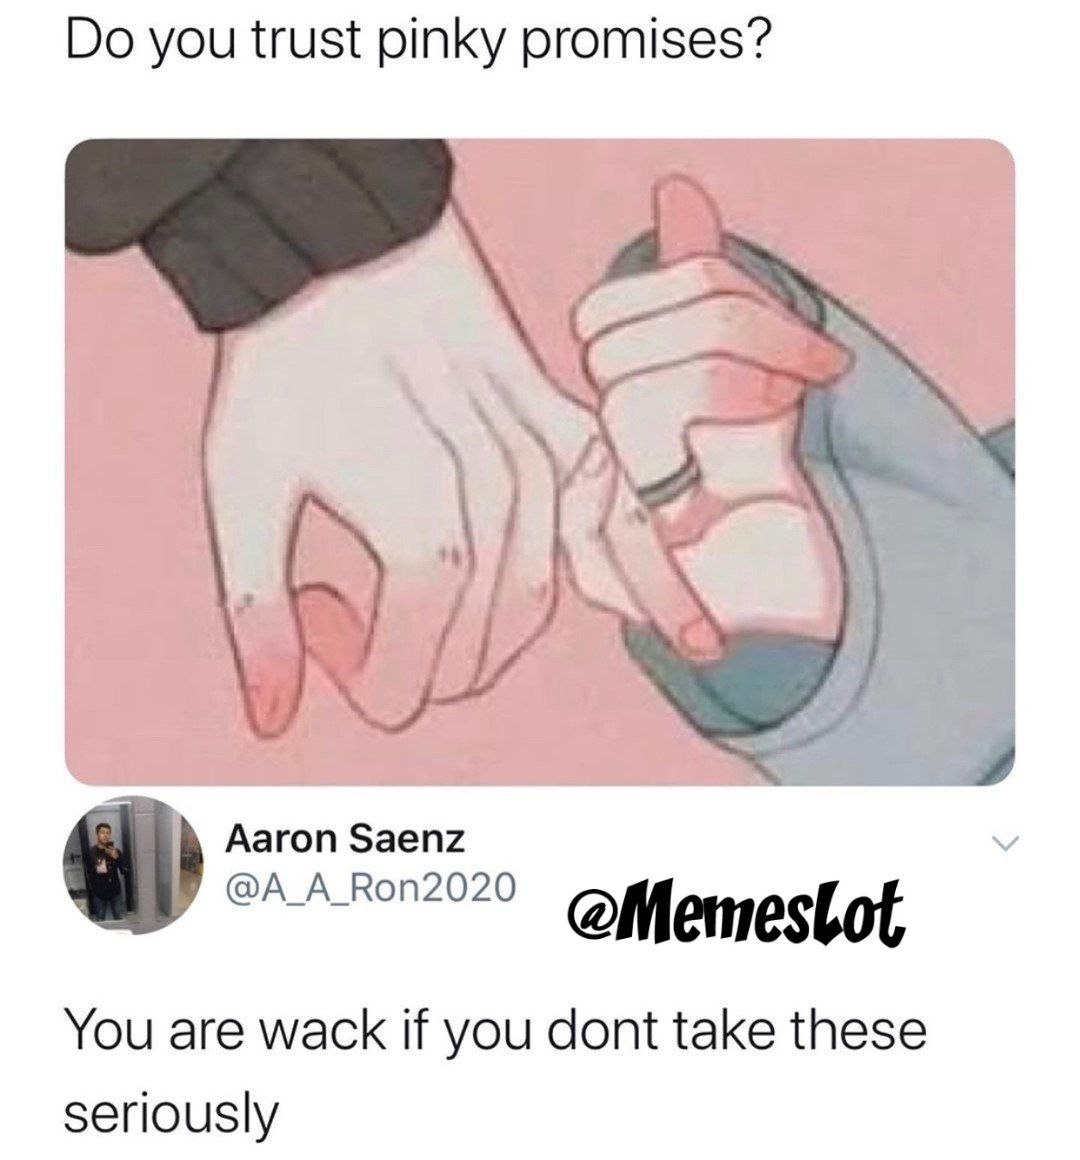 Do you trust pinky promises?
Aaron Saenz
@A_A_Ron2020
@MemesLot
You are wack if you dont take these
seriously